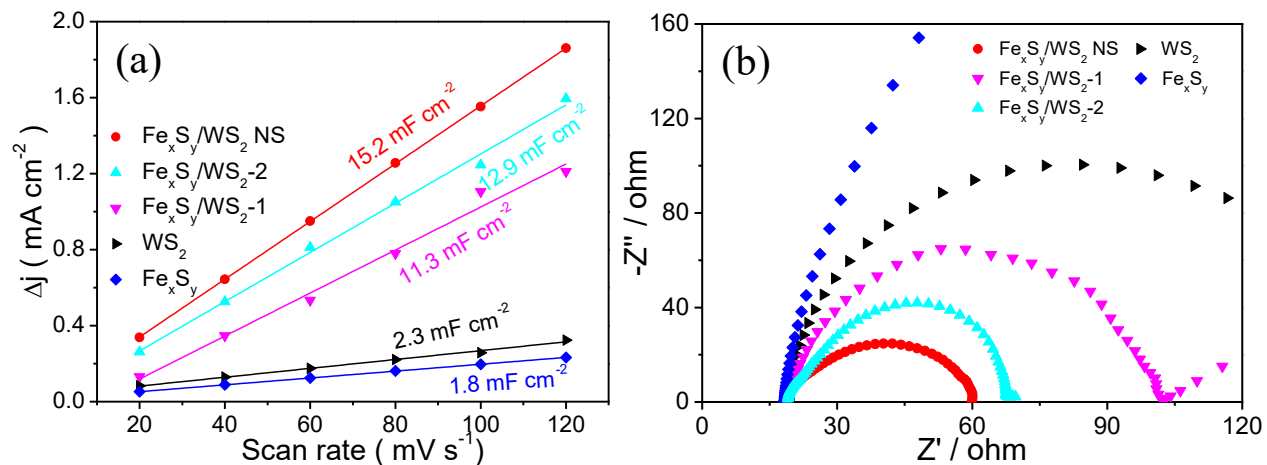 (a)
Δj ( mA cm⁻²)
2.0
1.6
1.2
0.8
0.4
0.0
FeₓSᵧ/WS₂ NS
FeₓSᵧ/WS₂-2
FeₓSᵧ/WS₂-1
WS₂
FeₓSᵧ
15.2 mF cm⁻²
12.9 mF cm⁻²
11.3 mF cm⁻²
2.3 mF cm⁻²
1.8 mF cm⁻²
20 40 60 80 100 120
Scan rate ( mV s⁻¹)
(b)
-Z" / ohm
160
120
80
40
0
FeₓSᵧ/WS₂ NS
FeₓSᵧ/WS₂-1
FeₓSᵧ/WS₂-2
WS₂
FeₓSᵧ
0 30 60 90 120
Z' / ohm